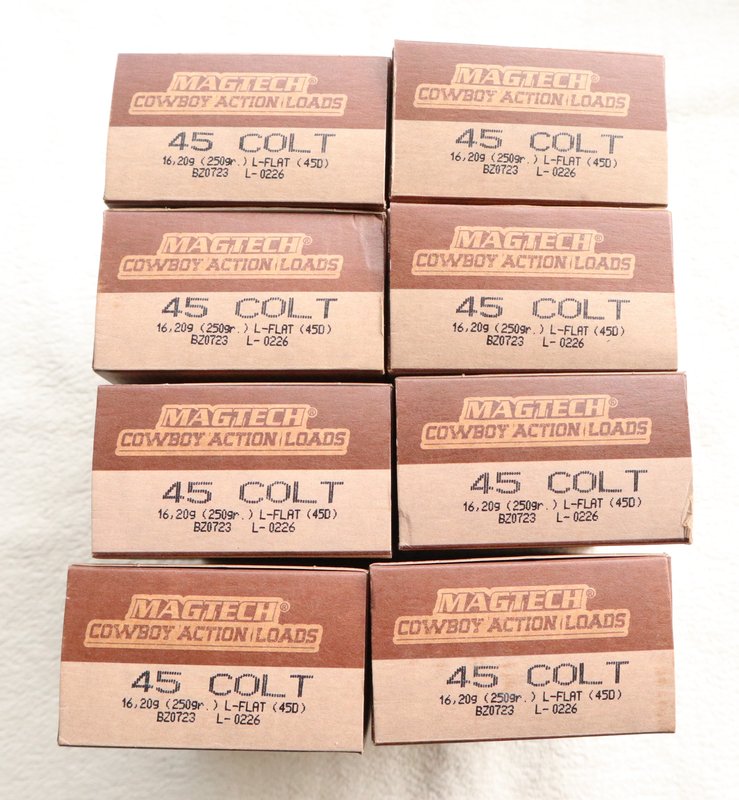 MAGTECH®
COWBOY ACTION LOADS
45 COLT
16,20g (250gr.) L-FLAT (45D)
BZ0723 L-0226
MAGTECH®
COWBOY ACTION LOADS
45 COLT
16,20g (250gr.) L-FLAT (45D)
BZ0723 L-0226
MAGTECH®
COWBOY ACTION LOADS
45 COLT
16,20g (250gr.) L-FLAT (45D)
BZ0723 L-0226
MAGTECH®
COWBOY ACTION LOADS
45 COLT
16,20g (250gr.) L-FLAT (45D)
BZ0723 L-0226
MAGTECH®
COWBOY ACTION LOADS
45 COLT
16,20g (250gr.) L-FLAT (45D)
BZ0723 L-0226
MAGTECH®
COWBOY ACTION LOADS
45 COLT
16,20g (250gr.) L-FLAT (45D)
BZ0723 L-0226
MAGTECH®
COWBOY ACTION LOADS
45 COLT
16,20g (250gr.) L-FLAT (45D)
BZ0723 L-0226
MAGTECH®
COWBOY ACTION LOADS
45 COLT
16,20g (250gr.) L-FLAT (45D)
BZ0723 L-0226